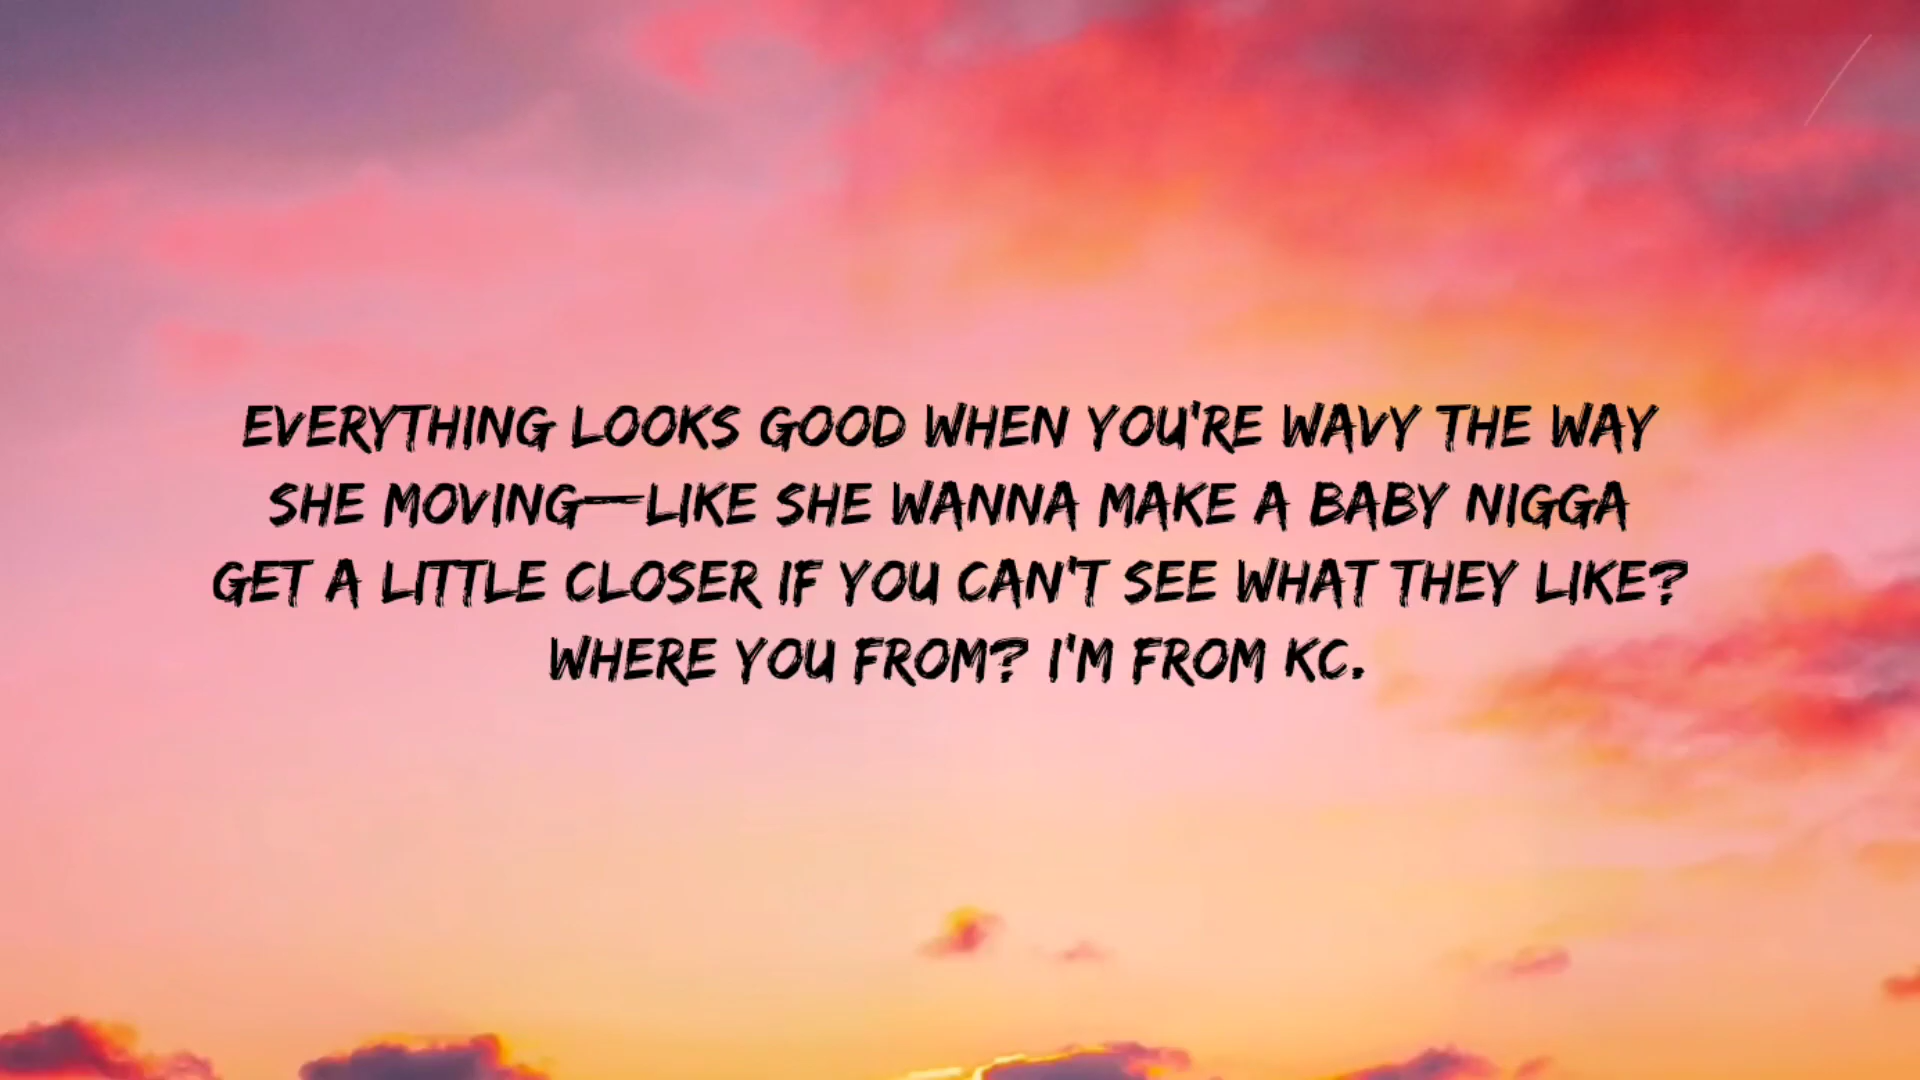 EVERYTHING LOOKS GOOD WHEN YOU'RE WAVY THE WAY
SHE MOVING—LIKE SHE WANNA MAKE A BABY NIGGA
GET A LITTLE CLOSER IF YOU CAN'T SEE WHAT THEY LIKE?
WHERE YOU FROM? I'M FROM KC.